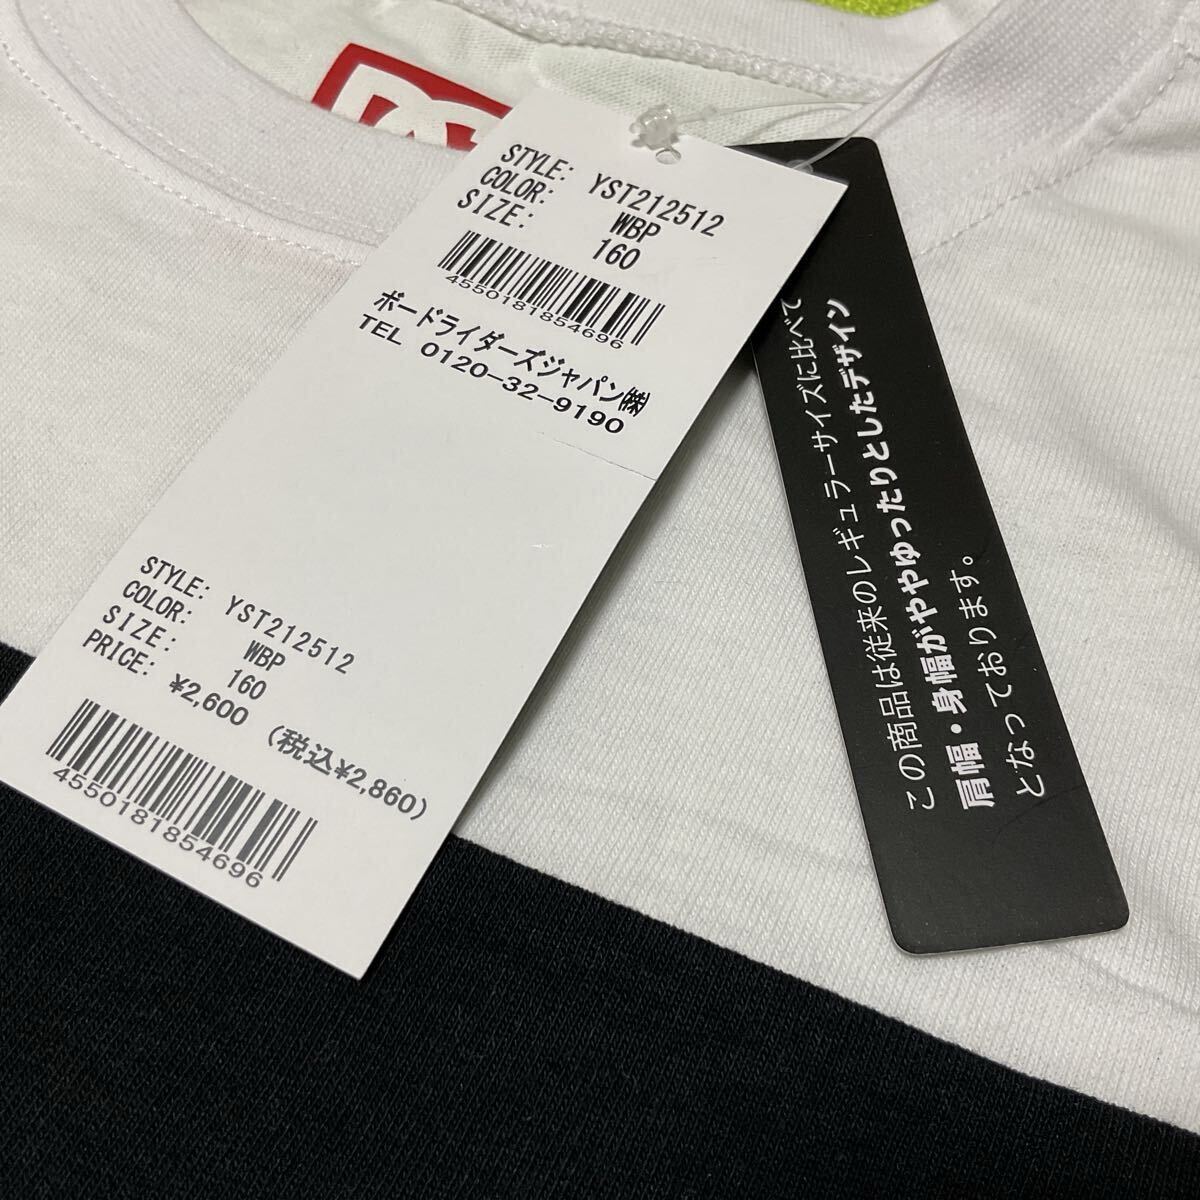 STYLE: YST212512
COLOR: WBP
SIZE: 160
4550181854696
ボードライダーズジャパン㈱
TEL 0120-32-9190
STYLE: YST212512
COLOR: WBP
SIZE: 160
PRICE: ¥2,600 (税込¥2,860)
4550181854696
この商品は従来のレギュラーサイズに比べて
肩幅・身幅がややゆったりとしたデザイン
となっております。